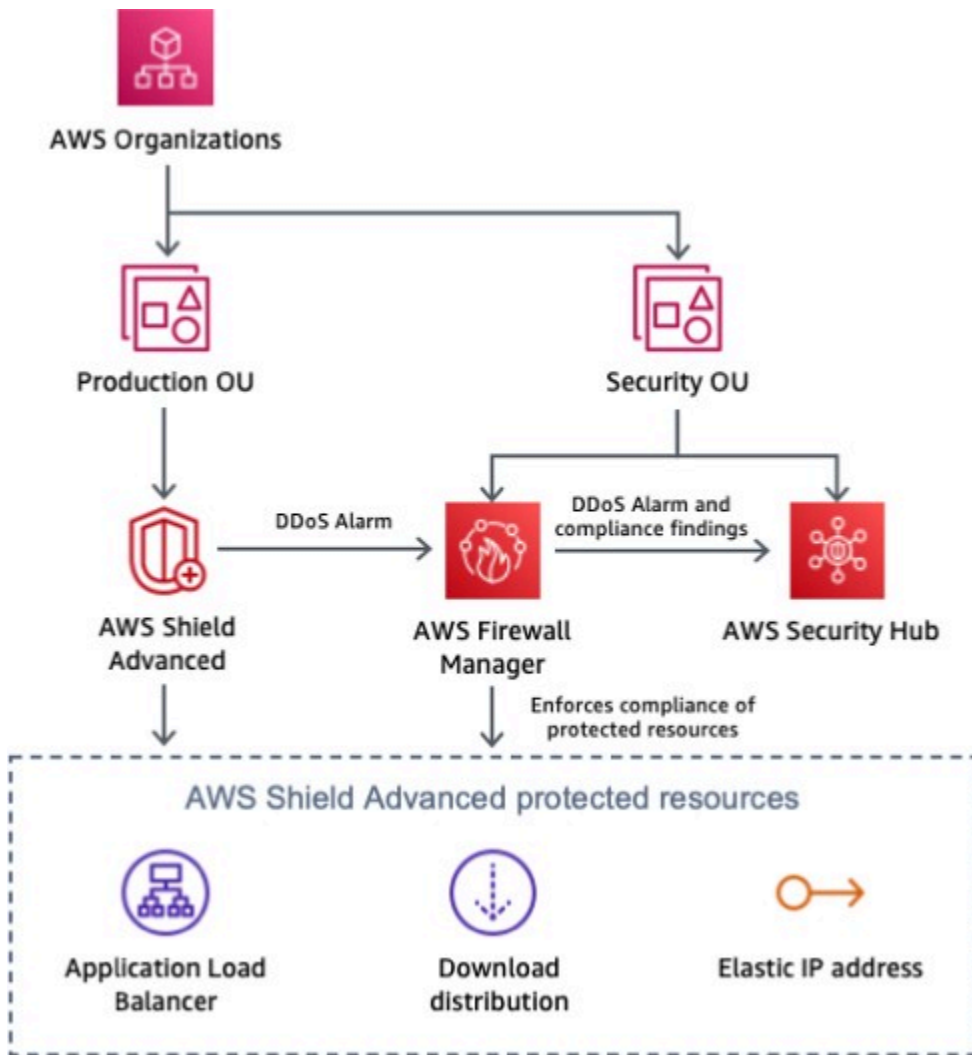 AWS Organizations
Production OU
Security OU
DDoS Alarm
DDoS Alarm and
compliance findings
AWS Shield
Advanced
AWS Firewall
Manager
AWS Security Hub
Enforces compliance of
protected resources
AWS Shield Advanced protected resources
Application Load
Balancer
Download
distribution
Elastic IP address